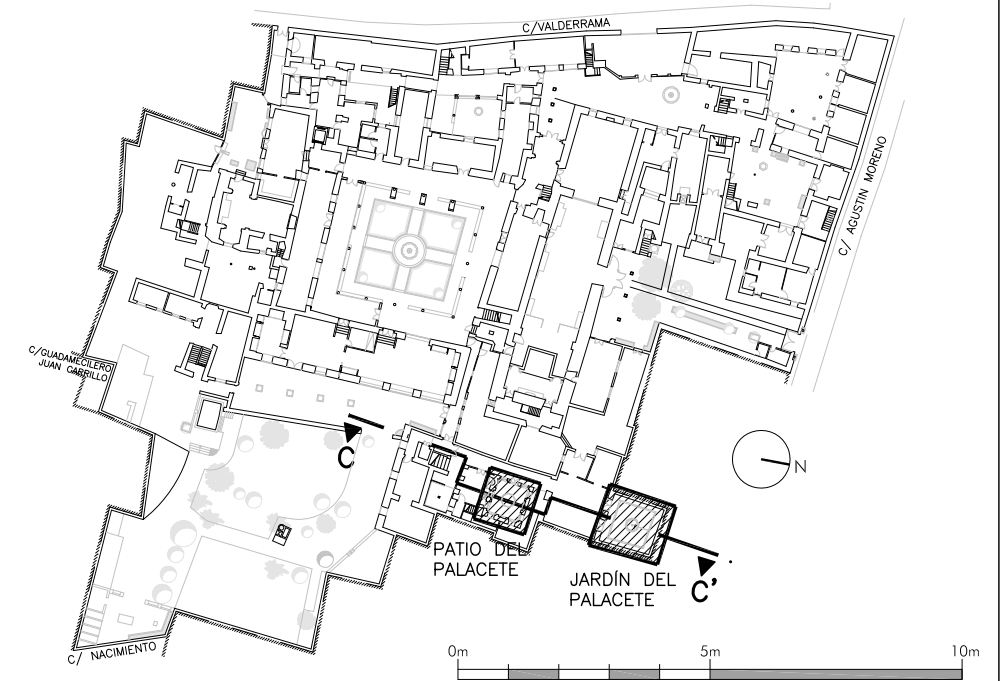 C/VALDERRAMA
C/ AGUSTIN MORENO
C/GUADAMECILERO
JUAN CARRILLO
C
N
PATIO DEL
PALACETE
JARDÍN DEL
PALACETE
C'
C/ NACIMIENTO
0m 5m 10m